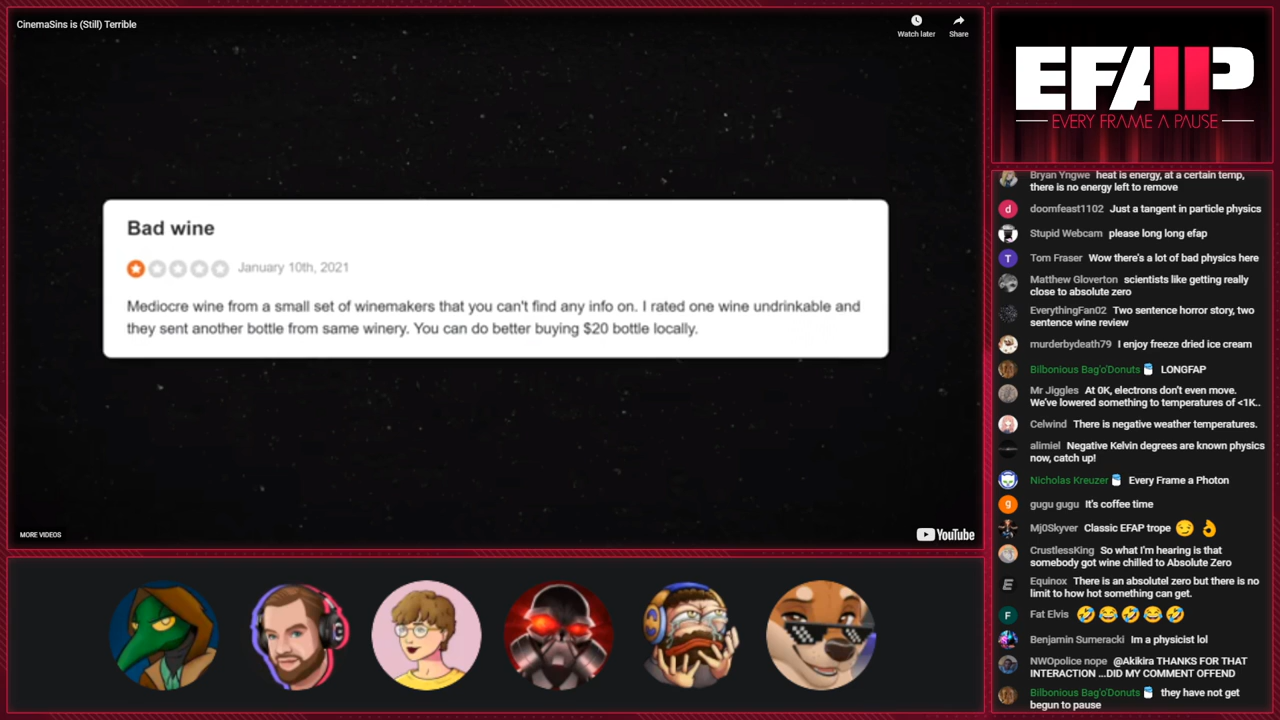 CinemaSins is (Still) Terrible
Watch later
Share
Bad wine
January 10th, 2021
Mediocre wine from a small set of winemakers that you can't find any info on. I rated one wine undrinkable and
they sent another bottle from same winery. You can do better buying $20 bottle locally.
MORE VIDEOS
YouTube
EFAP
EVERY FRAME A PAUSE
Bryan Yngwe heat is energy, at a certain temp,
there is no energy left to remove
d
doomfeast1102 Just a tangent in particle physics
Stupid Webcam please long long efap
T
Tom Fraser Wow there's a lot of bad physics here
Matthew Gloverton scientists like getting really
close to absolute zero
EverythingFan02 Two sentence horror story, two
sentence wine review
murderbydeath79 I enjoy freeze dried ice cream
Bilbonious Bag'o'Donuts LONGFAP
Mr Jiggles At 0K, electrons don't even move.
We've lowered something to temperatures of <1K..
Celwind There is negative weather temperatures.
alimiel Negative Kelvin degrees are known physics
now, catch up!
Nicholas Kreuzer Every Frame a Photon
g
gugu gugu It's coffee time
Mj0Skyver Classic EFAP trope 😏 👌
CrustlessKing So what I'm hearing is that
somebody got wine chilled to Absolute Zero
E
Equinox There is an absolutel zero but there is no
limit to how hot something can get.
F
Fat Elvis 🤣😂🤣😂🤣
Benjamin Sumeracki Im a physicist lol
NWOpolice nope @Akikira THANKS FOR THAT
INTERACTION ...DID MY COMMENT OFFEND
Bilbonious Bag'o'Donuts they have not get
begun to pause